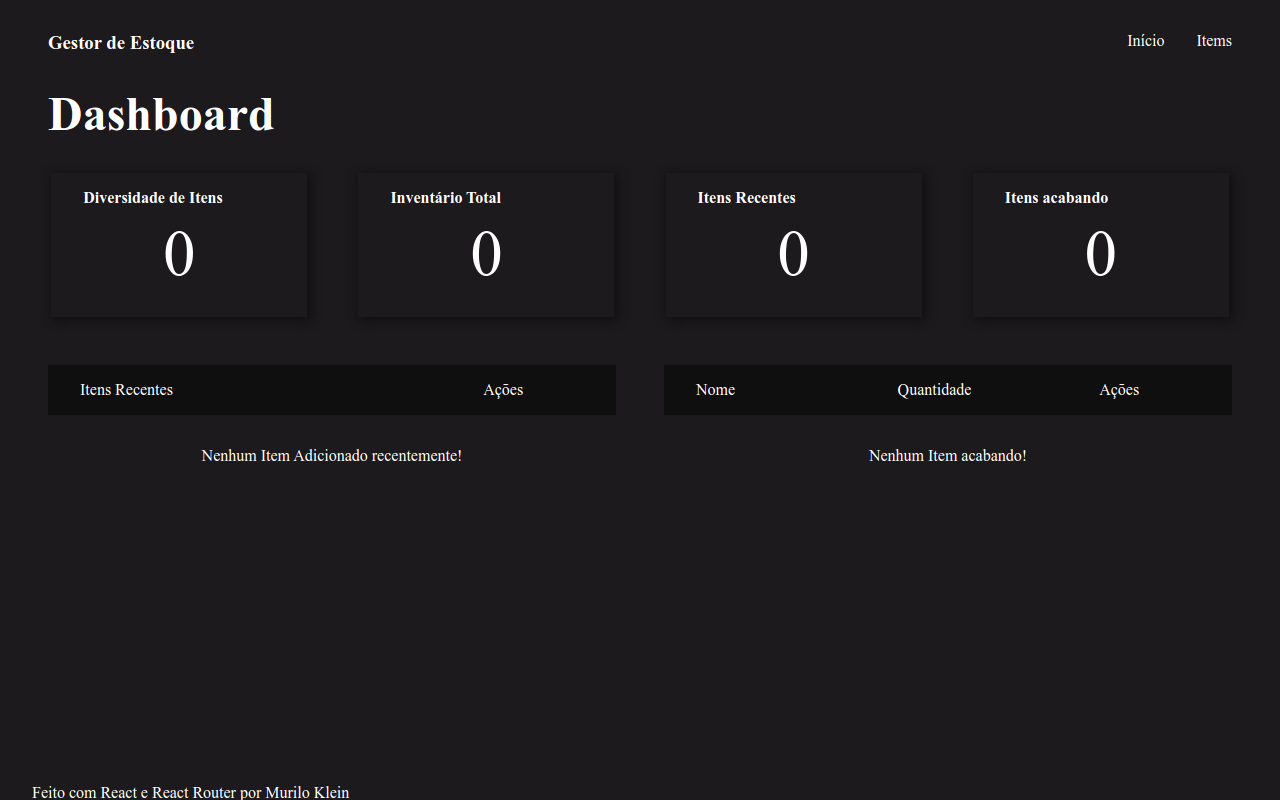 Gestor de Estoque
Início
Items
Dashboard
Diversidade de Itens
0
Inventário Total
0
Itens Recentes
0
Itens acabando
0
Itens Recentes
Ações
Nenhum Item Adicionado recentemente!
Nome
Quantidade
Ações
Nenhum Item acabando!
Feito com React e React Router por Murilo Klein